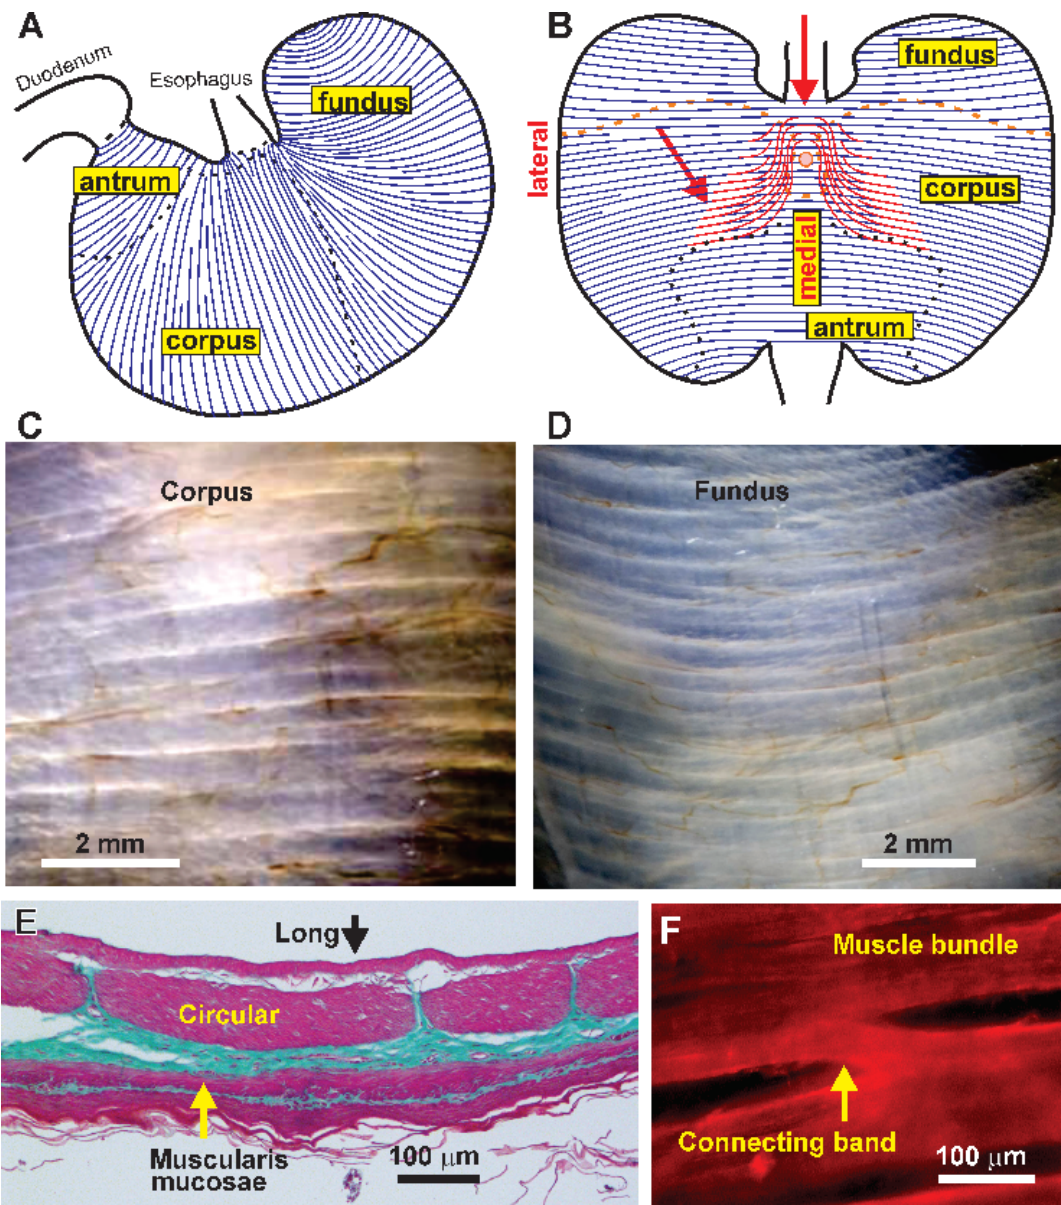 A
Duodenum
Esophagus
fundus
antrum
corpus
B
fundus
lateral
corpus
medial
antrum
C
Corpus
2 mm
D
Fundus
2 mm
E
Long
Circular
Muscularis
mucosae
100 μm
F
Muscle bundle
Connecting band
100 μm